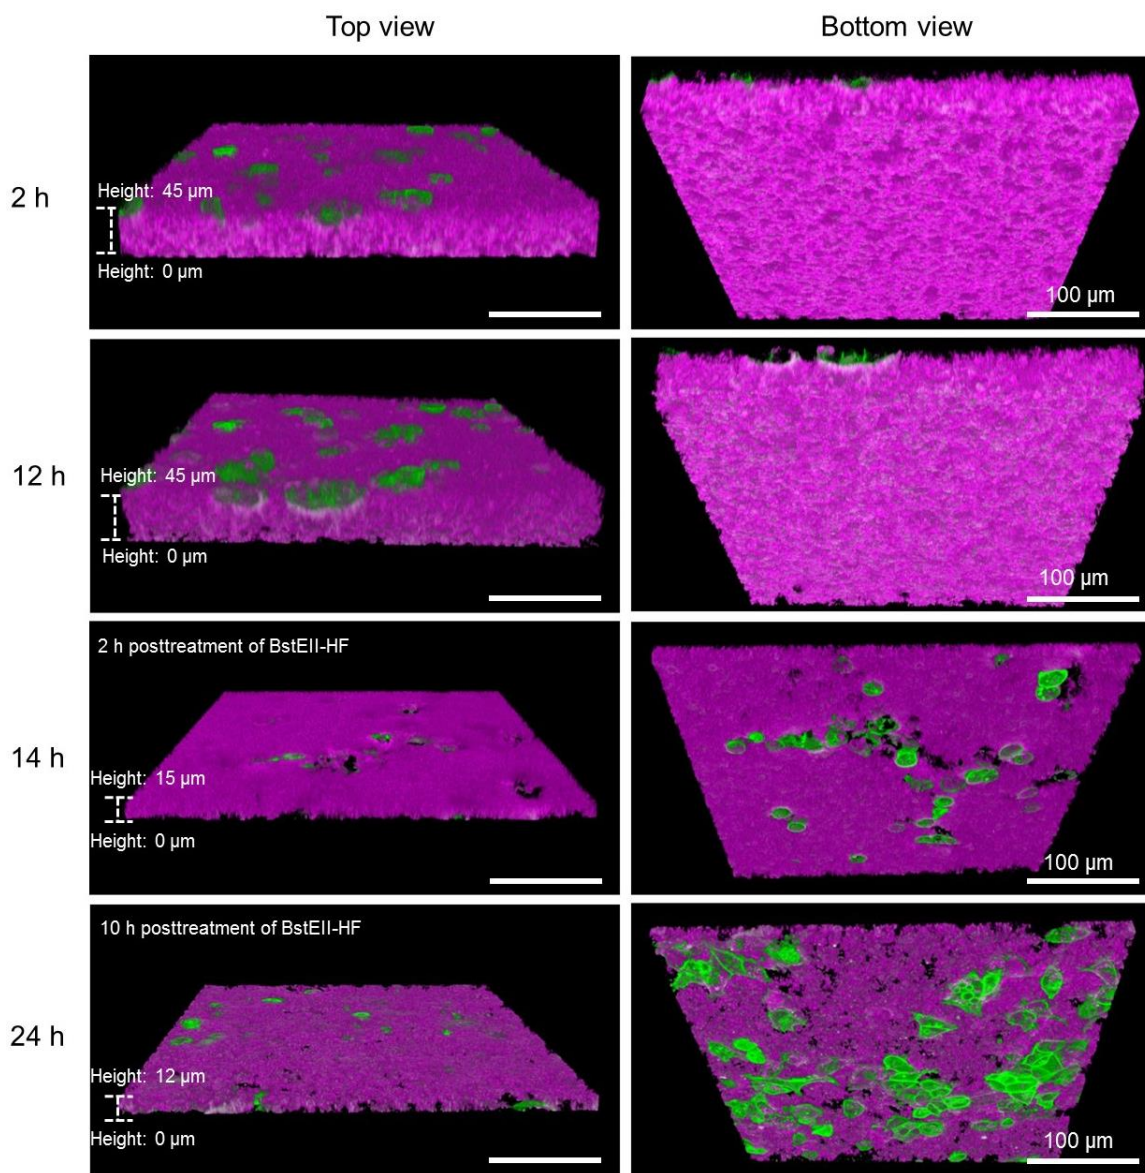 Top view
Bottom view
2 h
Height: 45 µm
Height: 0 µm
100 µm
12 h
Height: 45 µm
Height: 0 µm
100 µm
2 h posttreatment of BstEII-HF
14 h
Height: 15 µm
Height: 0 µm
100 µm
10 h posttreatment of BstEII-HF
24 h
Height: 12 µm
Height: 0 µm
100 µm